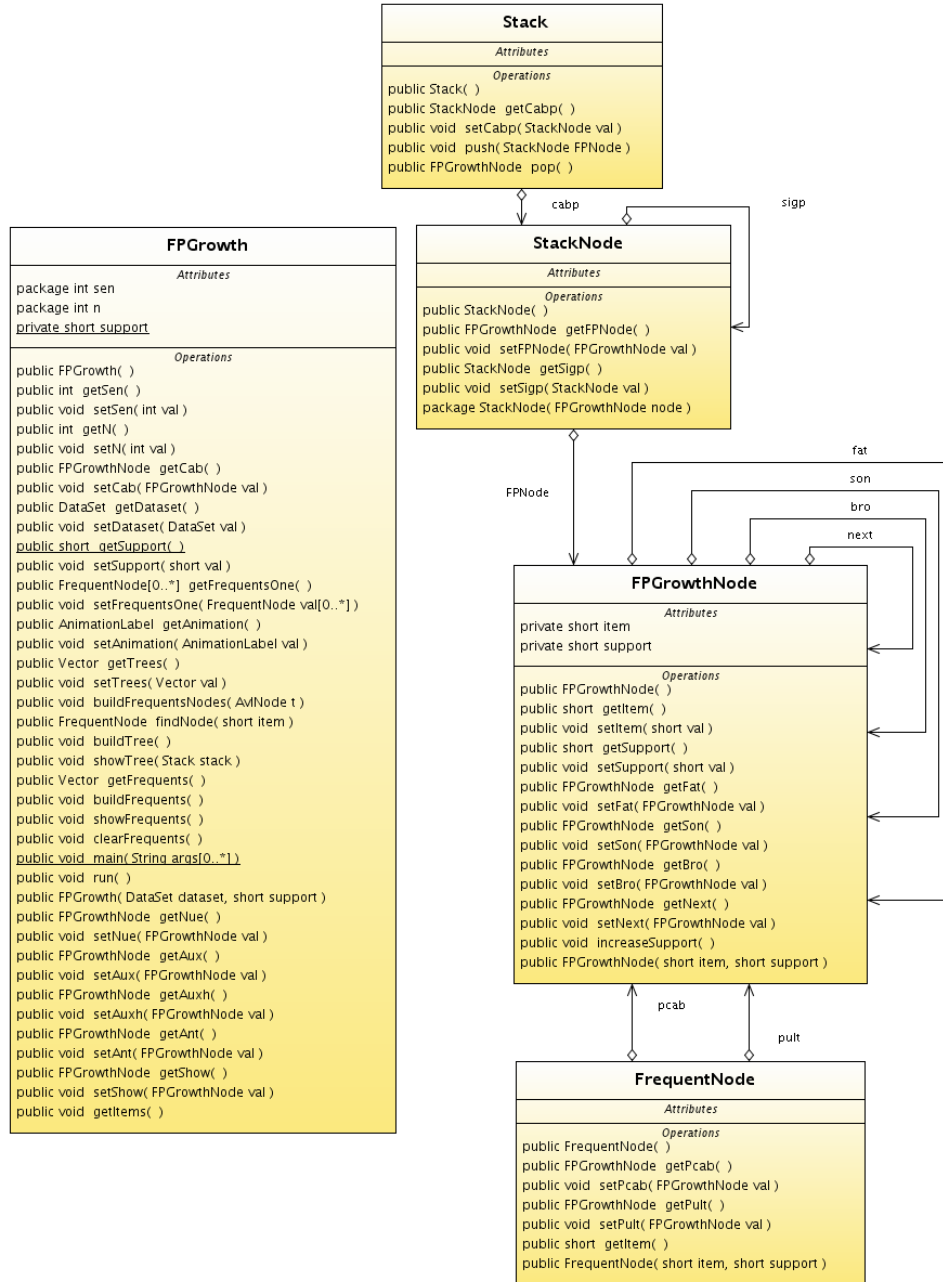 Stack
Attributes
Operations
public Stack( )
public StackNode getCabp( )
public void setCabp( StackNode val )
public void push( StackNode FPNode )
public FPGrowthNode pop( )
cabp
sigp
StackNode
Attributes
Operations
public StackNode( )
public FPGrowthNode getFPNode( )
public void setFPNode( FPGrowthNode val )
public StackNode getSigp( )
public void setSigp( StackNode val )
package StackNode( FPGrowthNode node )
FPGrowth
Attributes
package int sen
package int n
private short support
Operations
public FPGrowth( )
public int getSen( )
public void setSen( int val )
public int getN( )
public void setN( int val )
public FPGrowthNode getCab( )
public void setCab( FPGrowthNode val )
public DataSet getDataset( )
public void setDataset( DataSet val )
public short getSupport( )
public void setSupport( short val )
public FrequentNode[0..*] getFrequentsOne( )
public void setFrequentsOne( FrequentNode val[0..*] )
public AnimationLabel getAnimation( )
public void setAnimation( AnimationLabel val )
public Vector getTrees( )
public void setTrees( Vector val )
public void buildFrequentsNodes( AvlNode t )
public FrequentNode findNode( short item )
public void buildTree( )
public void showTree( Stack stack )
public Vector getFrequents( )
public void buildFrequents( )
public void showFrequents( )
public void clearFrequents( )
public void main( String args[0..*] )
public void run( )
public FPGrowth( DataSet dataset, short support )
public FPGrowthNode getNue( )
public void setNue( FPGrowthNode val )
public FPGrowthNode getAux( )
public void setAux( FPGrowthNode val )
public FPGrowthNode getAuxh( )
public void setAuxh( FPGrowthNode val )
public FPGrowthNode getAnt( )
public void setAnt( FPGrowthNode val )
public FPGrowthNode getShow( )
public void setShow( FPGrowthNode val )
public void getItems( )
FPNode
fat
son
bro
next
FPGrowthNode
Attributes
private short item
private short support
Operations
public FPGrowthNode( )
public short getItem( )
public void setItem( short val )
public short getSupport( )
public void setSupport( short val )
public FPGrowthNode getFat( )
public void setFat( FPGrowthNode val )
public FPGrowthNode getSon( )
public void setSon( FPGrowthNode val )
public FPGrowthNode getBro( )
public void setBro( FPGrowthNode val )
public FPGrowthNode getNext( )
public void setNext( FPGrowthNode val )
public void increaseSupport( )
public FPGrowthNode( short item, short support )
pcab
pult
FrequentNode
Attributes
Operations
public FrequentNode( )
public FPGrowthNode getPcab( )
public void setPcab( FPGrowthNode val )
public FPGrowthNode getPult( )
public void setPult( FPGrowthNode val )
public short getItem( )
public FrequentNode( short item, short support )